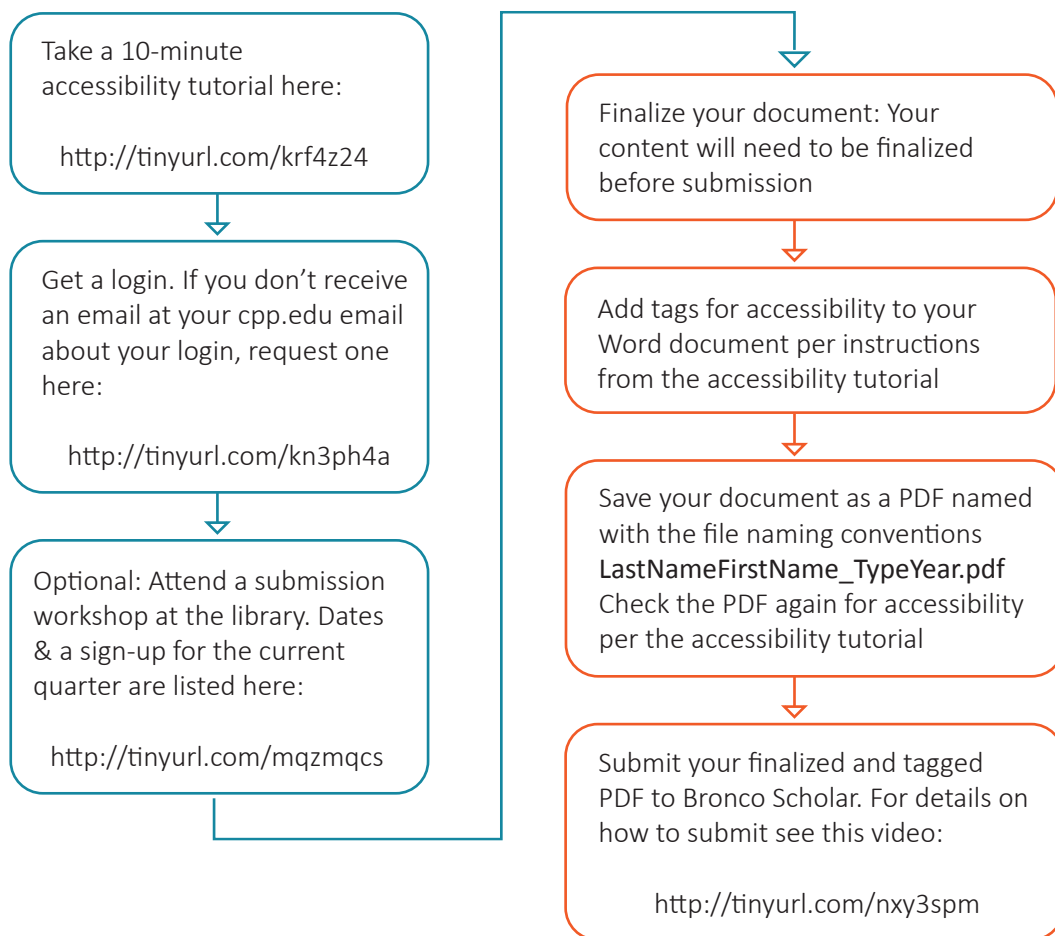 Take a 10-minute
accessibility tutorial here:
http://tinyurl.com/krf4z24
Get a login. If you don’t receive
an email at your cpp.edu email
about your login, request one
here:
http://tinyurl.com/kn3ph4a
Optional: Attend a submission
workshop at the library. Dates
& a sign-up for the current
quarter are listed here:
http://tinyurl.com/mqzmqcs
Finalize your document: Your
content will need to be finalized
before submission
Add tags for accessibility to your
Word document per instructions
from the accessibility tutorial
Save your document as a PDF named
with the file naming conventions
LastNameFirstName_TypeYear.pdf
Check the PDF again for accessibility
per the accessibility tutorial
Submit your finalized and tagged
PDF to Bronco Scholar. For details on
how to submit see this video:
http://tinyurl.com/nxy3spm